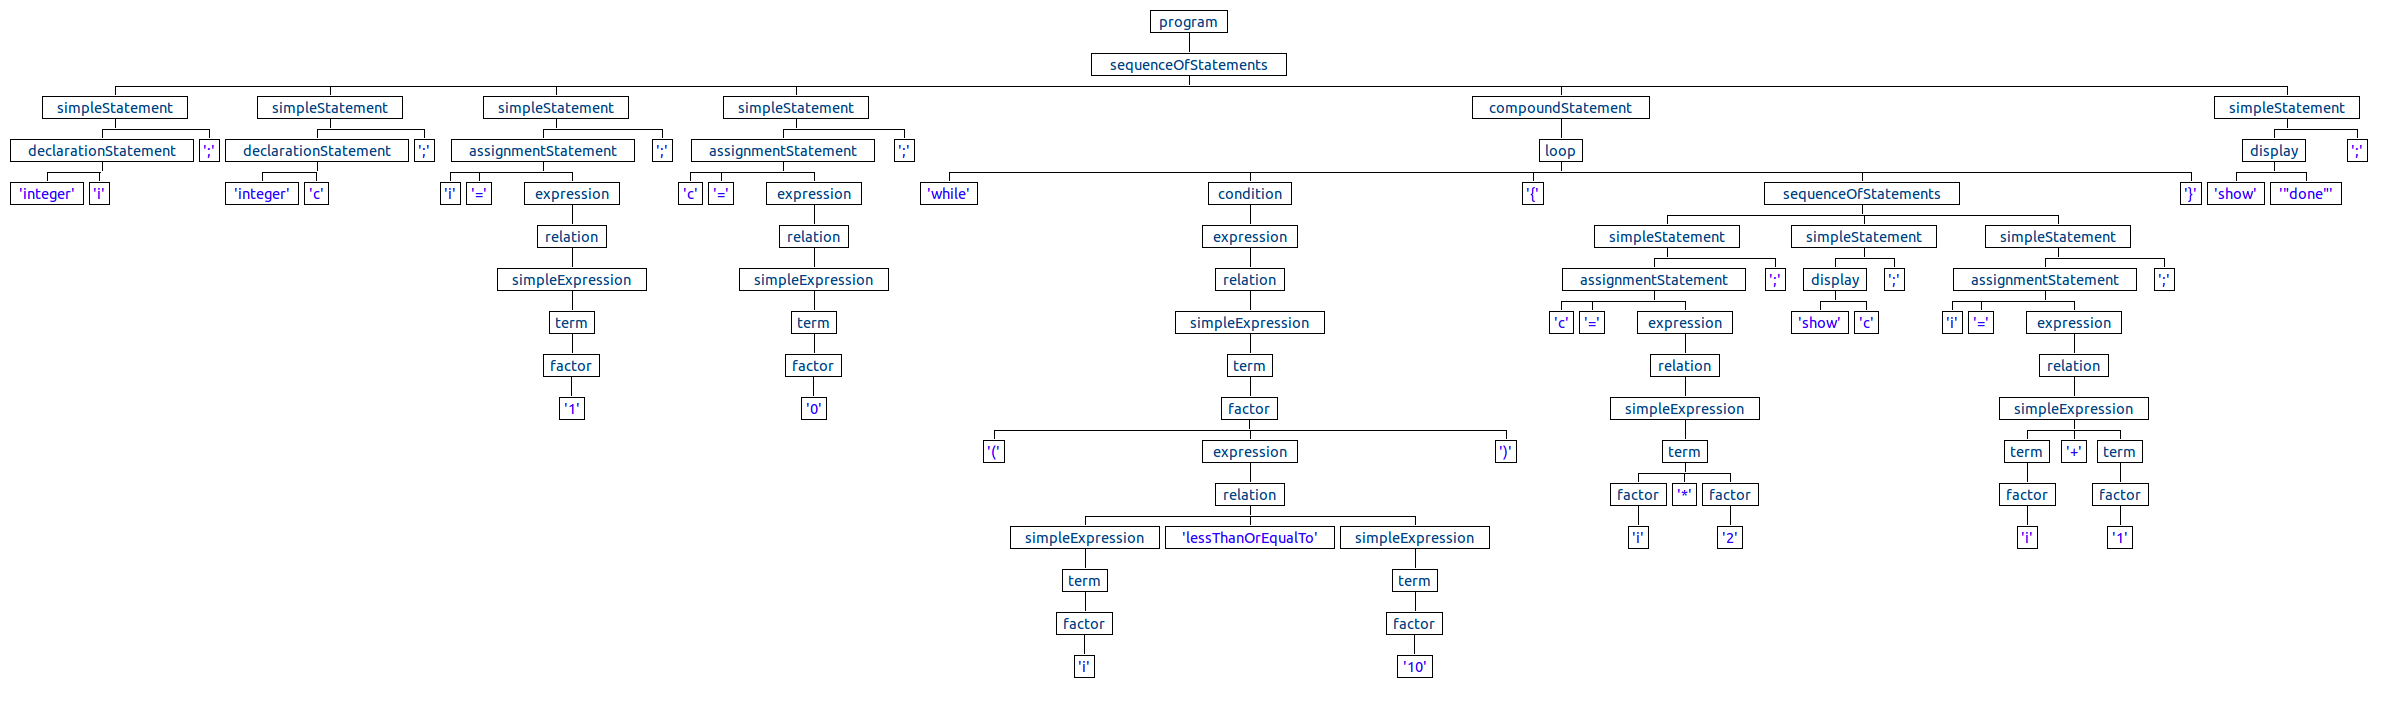 program
sequenceOfStatements
simpleStatement simpleStatement simpleStatement simpleStatement compoundStatement simpleStatement
declarationStatement ';' declarationStatement ';' assignmentStatement ';' assignmentStatement ';' loop display ';'
'integer' 'i' 'integer' 'c' 'i' '=' expression 'c' '=' expression 'while' condition '{' sequenceOfStatements '}' 'show' '"done"'
relation relation expression simpleStatement simpleStatement simpleStatement
simpleExpression simpleExpression relation assignmentStatement ';' display ';' assignmentStatement ';'
term term simpleExpression 'c' '=' expression 'show' 'c' 'i' '=' expression
factor factor term relation relation
'1' '0' factor simpleExpression simpleExpression
'(' expression ')' term term '+' term
relation factor '*' factor factor factor
simpleExpression 'lessThanOrEqualTo' simpleExpression 'i' '2' 'i' '1'
term term
factor factor
'i' '10'